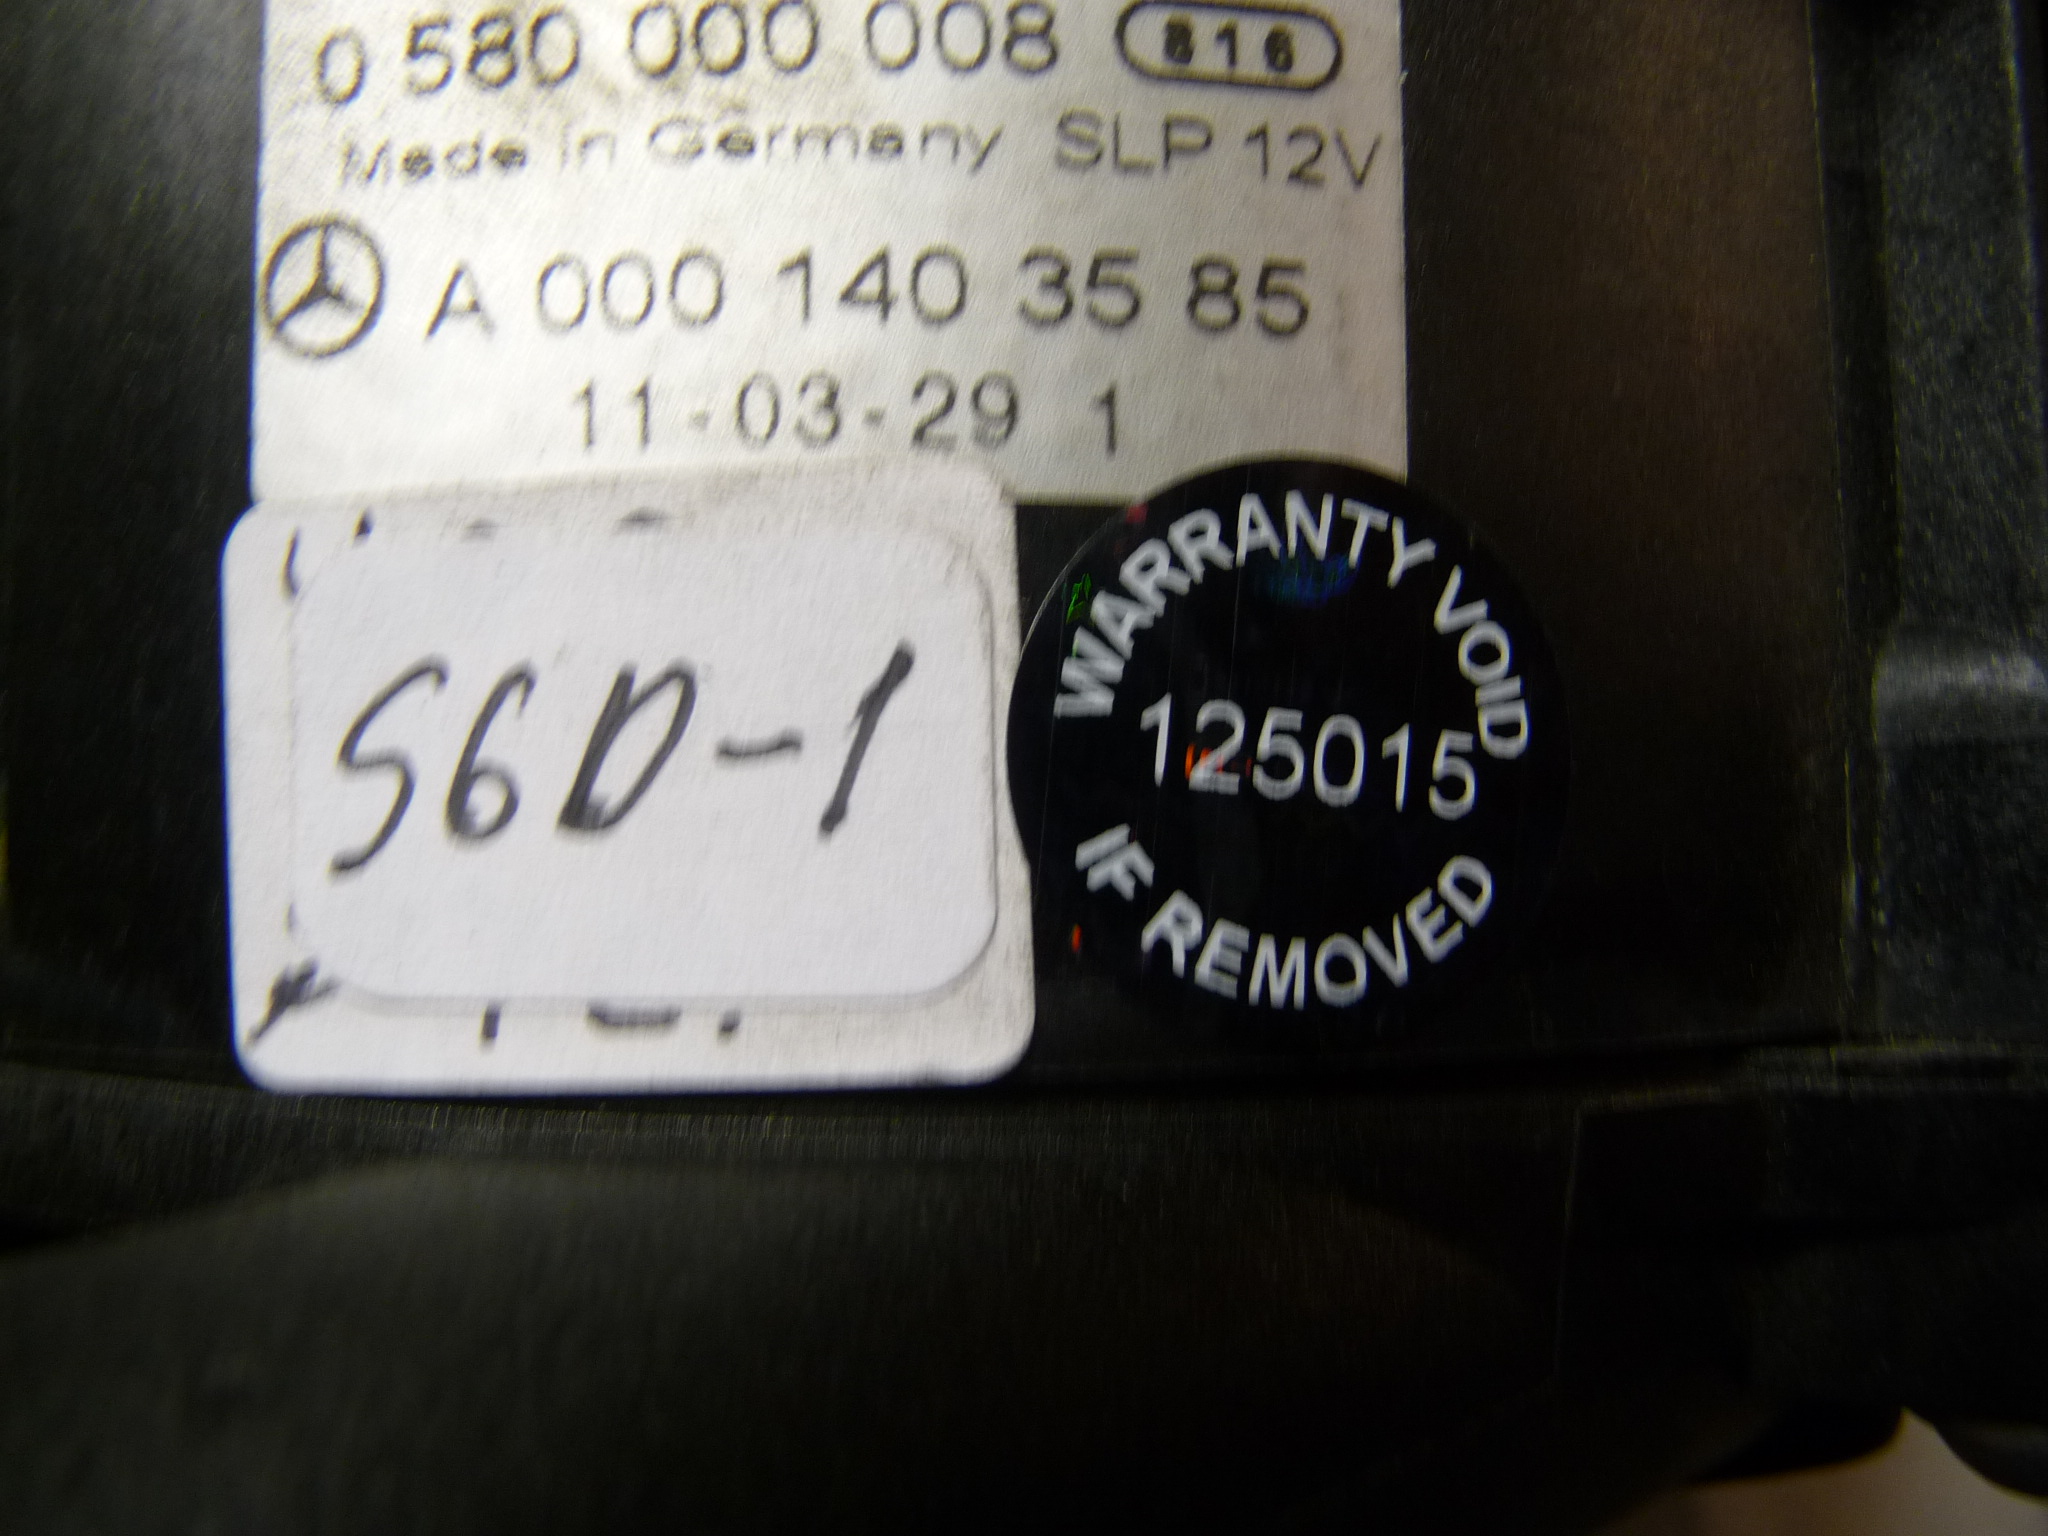 0 580 000 008 816
Made in Germany SLP 12V
A 000 140 35 85
11-03-29 1
S6D-1
WARRANTY VOID
125015
IF REMOVED